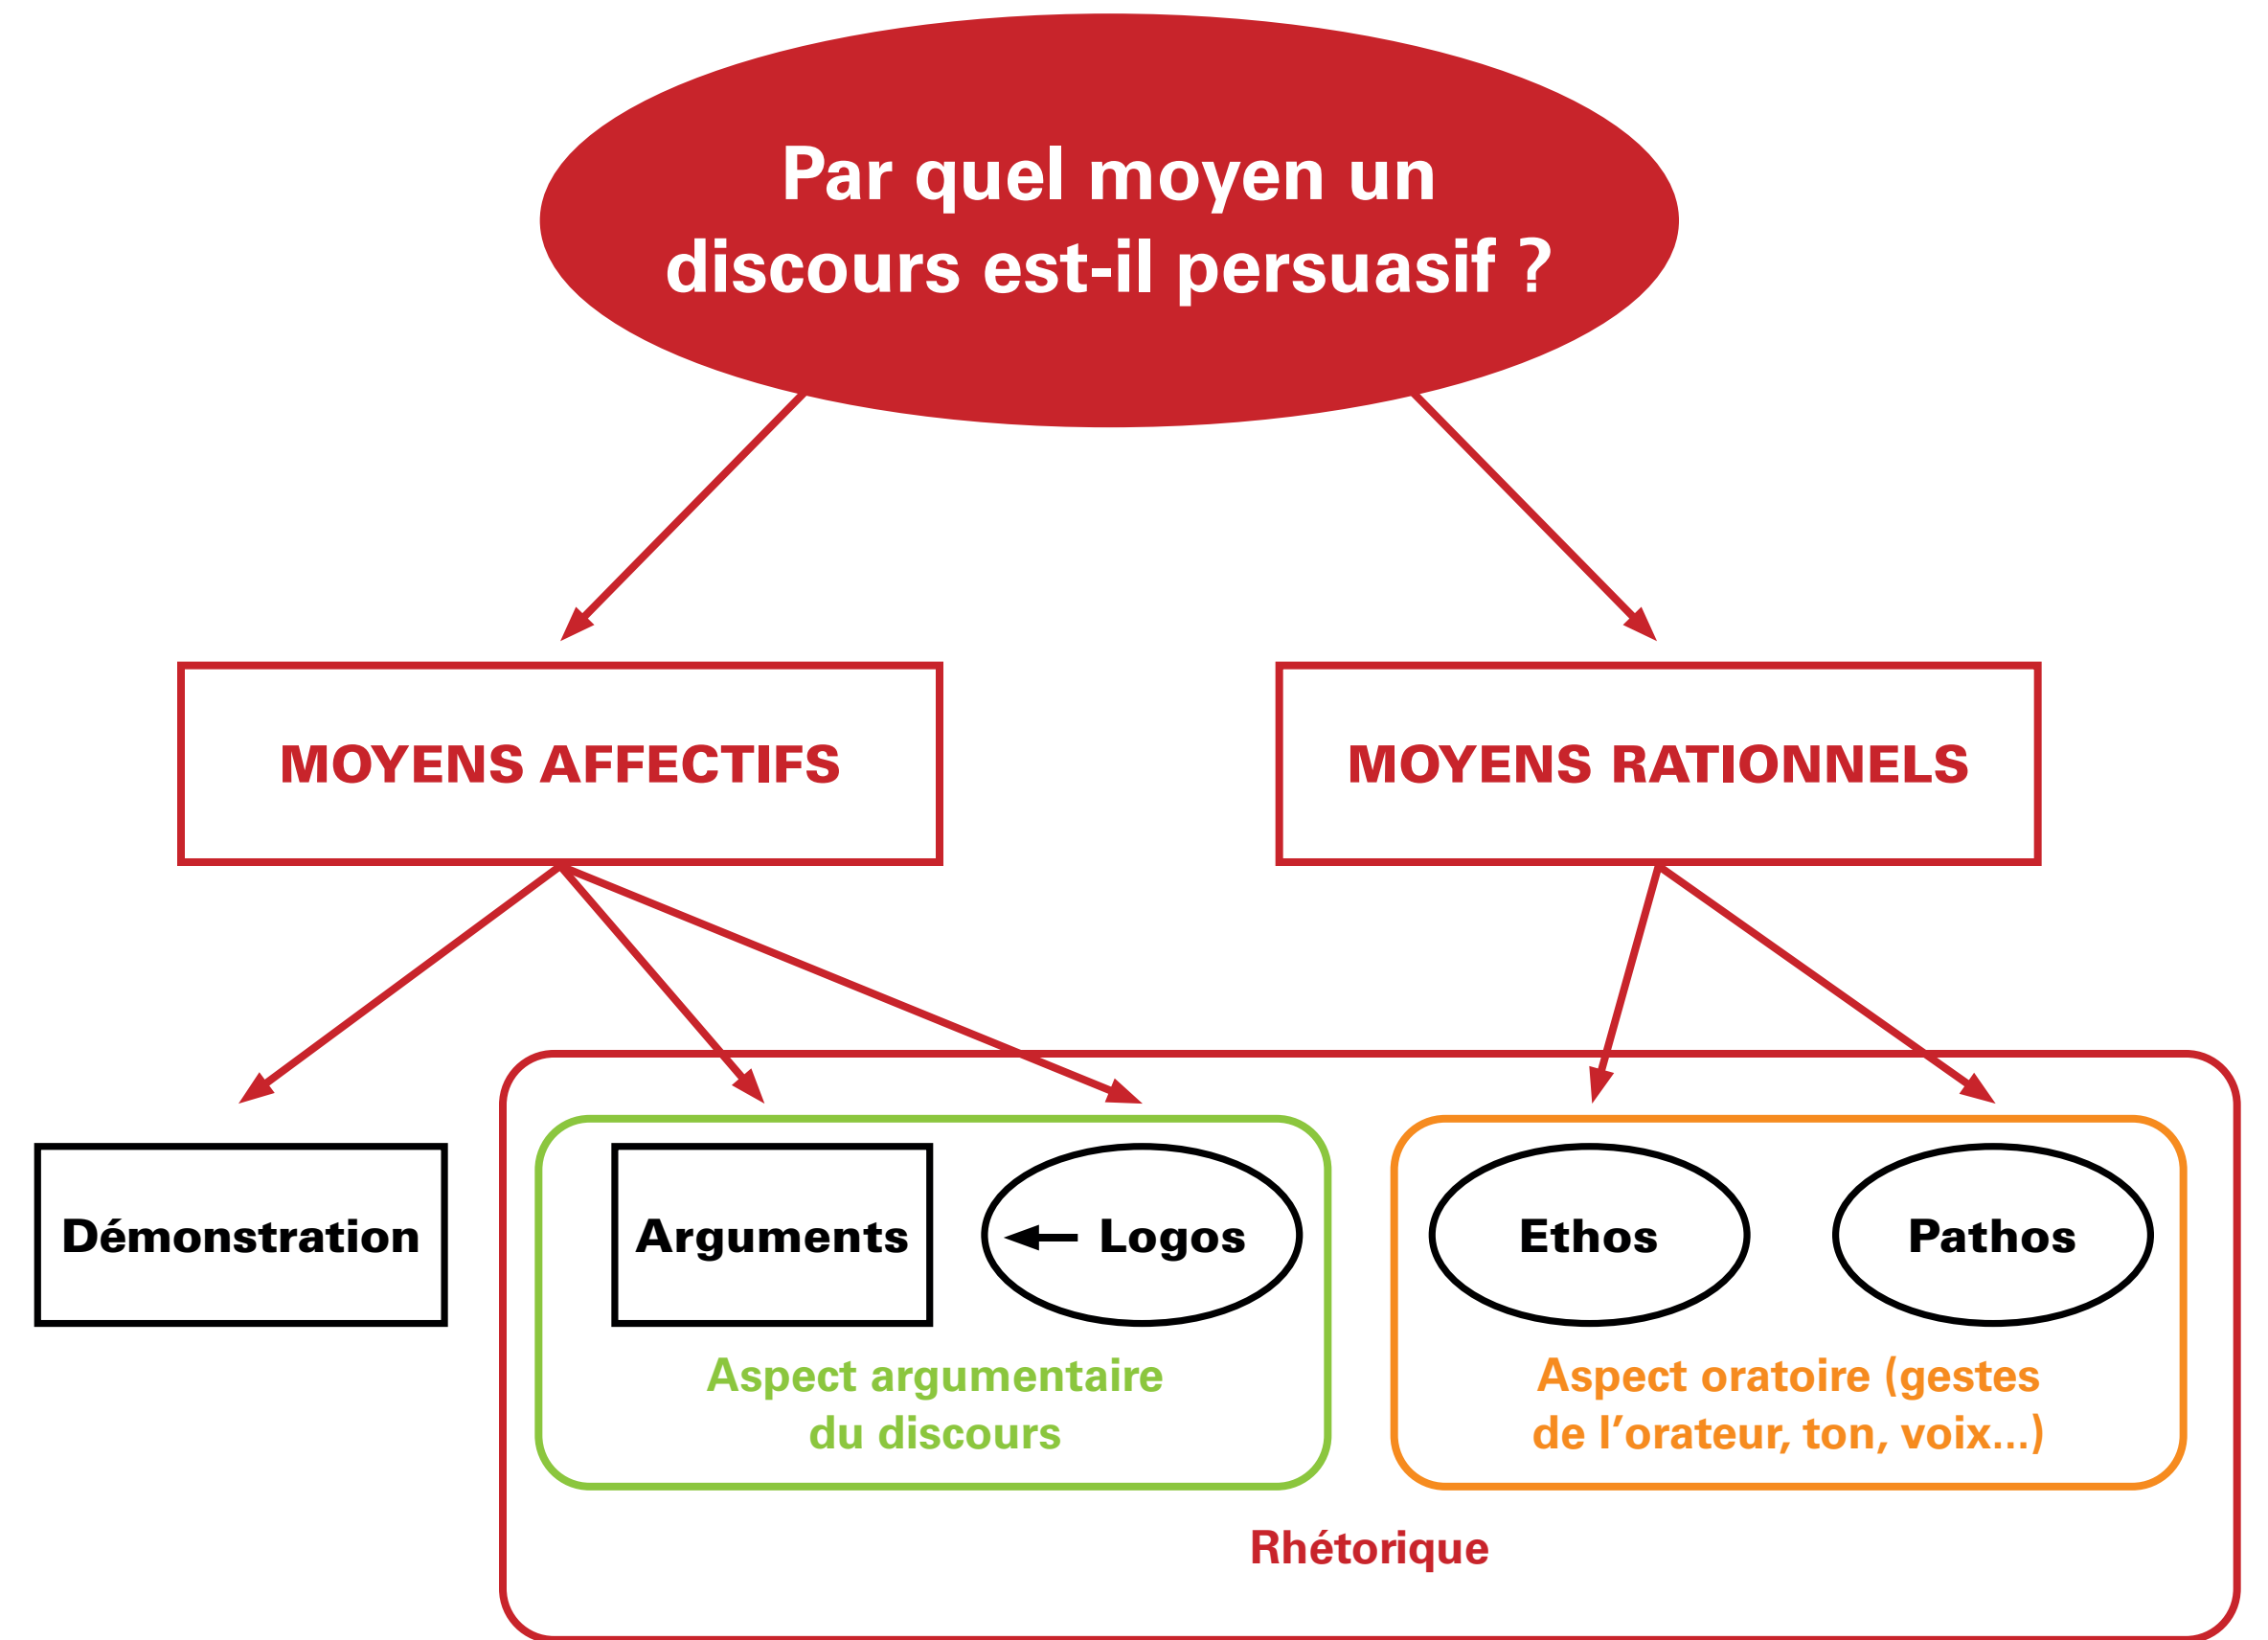 Par quel moyen un
discours est-il persuasif ?
MOYENS AFFECTIFS
MOYENS RATIONNELS
Démonstration
Arguments
Logos
Ethos
Pathos
Aspect argumentaire
du discours
Aspect oratoire (gestes
de l’orateur, ton, voix...)
Rhétorique